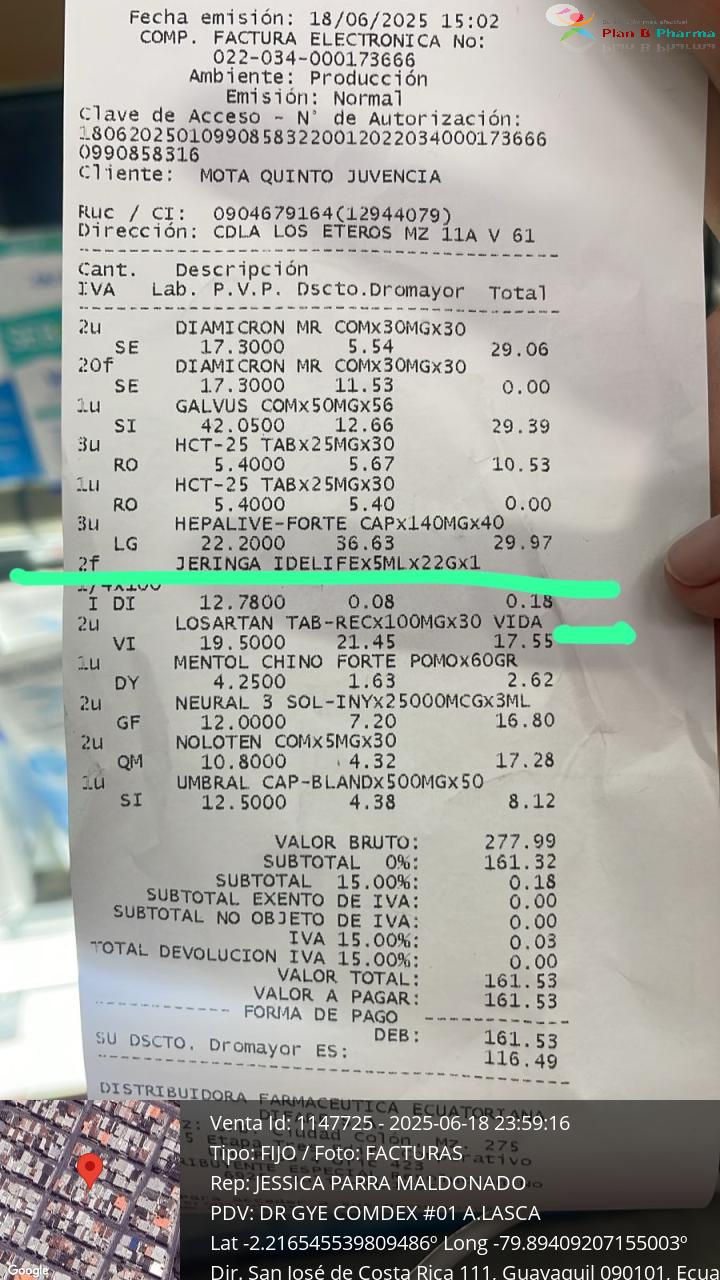 Plan B Pharma
Fecha emisión: 18/06/2025 15:02
COMP. FACTURA ELECTRONICA No:
022-034-000173666
Ambiente: Producción
Emisión: Normal
Clave de Acceso - N° de Autorización:
1806202501099085832200120220340001736​66
0990858316
Cliente: MOTA QUINTO JUVENCIA
Ruc / CI: 0904679164(12944079)
Dirección: CDLA LOS ETEROS MZ 11A V 61
Cant. Descripción
IVA Lab. P.V.P. Dscto.Dromayor Total
2u DIAMICRON MR COMx30MGx30
SE 17.3000 5.54 29.06
20f DIAMICRON MR COMx30MGx30
SE 17.3000 11.53 0.00
1u GALVUS COMx50MGx56
SI 42.0500 12.66 29.39
3u HCT-25 TABx25MGx30
RO 5.4000 5.67 10.53
1u HCT-25 TABx25MGx30
RO 5.4000 5.40 0.00
3u HEPALIVE-FORTE CAPx140MGx40
LG 22.2000 36.63 29.97
2f JERINGA IDELIFEx5MLx22Gx1
1/4x100
I DI 12.7800 0.08 0.18
2u LOSARTAN TAB-RECx100MGx30 VIDA
VI 19.5000 21.45 17.55
1u MENTOL CHINO FORTE POMOx60GR
DY 4.2500 1.63 2.62
2u NEURAL 3 SOL-INYx25000MCGx3ML
GF 12.0000 7.20 16.80
2u NOLOTEN COMx5MGx30
QM 10.8000 4.32 17.28
1u UMBRAL CAP-BLANDx500MGx50
SI 12.5000 4.38 8.12
VALOR BRUTO: 277.99
SUBTOTAL 0%: 161.32
SUBTOTAL 15.00%: 0.18
SUBTOTAL EXENTO DE IVA: 0.00
SUBTOTAL NO OBJETO DE IVA: 0.00
IVA 15.00%: 0.03
TOTAL DEVOLUCION IVA 15.00%: 0.00
VALOR TOTAL: 161.53
VALOR A PAGAR: 161.53
FORMA DE PAGO
DEB: 161.53
SU DSCTO. Dromayor ES: 116.49
DISTRIBUIDORA FARMACEUTICA ECUATORIANA
Venta Id: 1147725 - 2025-06-18 23:59:16
Tipo: FIJO / Foto: FACTURAS
Rep: JESSICA PARRA MALDONADO
PDV: DR GYE COMDEX #01 A.LASCA
Lat -2.216545539809486º Long -79.89409207155003º
Dir. San José de Costa Rica 111, Guayaquil 090101, Ecua
Google